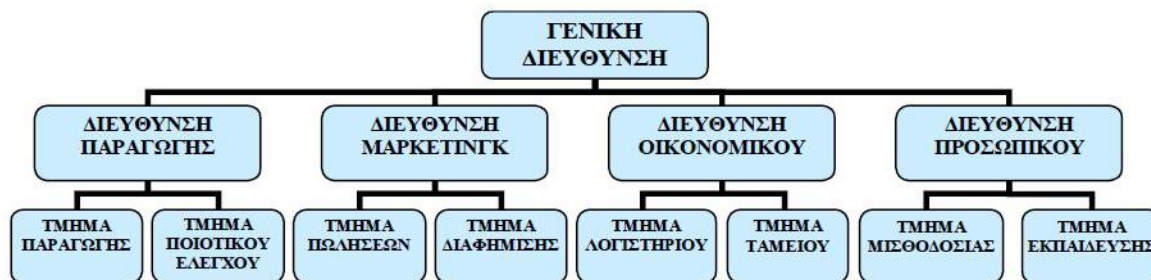 ΓΕΝΙΚΗ
ΔΙΕΥΘΥΝΣΗ
ΔΙΕΥΘΥΝΣΗ
ΠΑΡΑΓΩΓΗΣ
ΔΙΕΥΘΥΝΣΗ
ΜΑΡΚΕΤΙΝΓΚ
ΔΙΕΥΘΥΝΣΗ
ΟΙΚΟΝΟΜΙΚΟΥ
ΔΙΕΥΘΥΝΣΗ
ΠΡΟΣΩΠΙΚΟΥ
ΤΜΗΜΑ
ΠΑΡΑΓΩΓΗΣ
ΤΜΗΜΑ
ΠΟΙΟΤΙΚΟΥ
ΕΛΕΓΧΟΥ
ΤΜΗΜΑ
ΠΩΛΗΣΕΩΝ
ΤΜΗΜΑ
ΔΙΑΦΗΜΙΣΗΣ
ΤΜΗΜΑ
ΛΟΓΙΣΤΗΡΙΟΥ
ΤΜΗΜΑ
ΤΑΜΕΙΟΥ
ΤΜΗΜΑ
ΜΙΣΘΟΔΟΣΙΑΣ
ΤΜΗΜΑ
ΕΚΠΑΙΔΕΥΣΗΣ